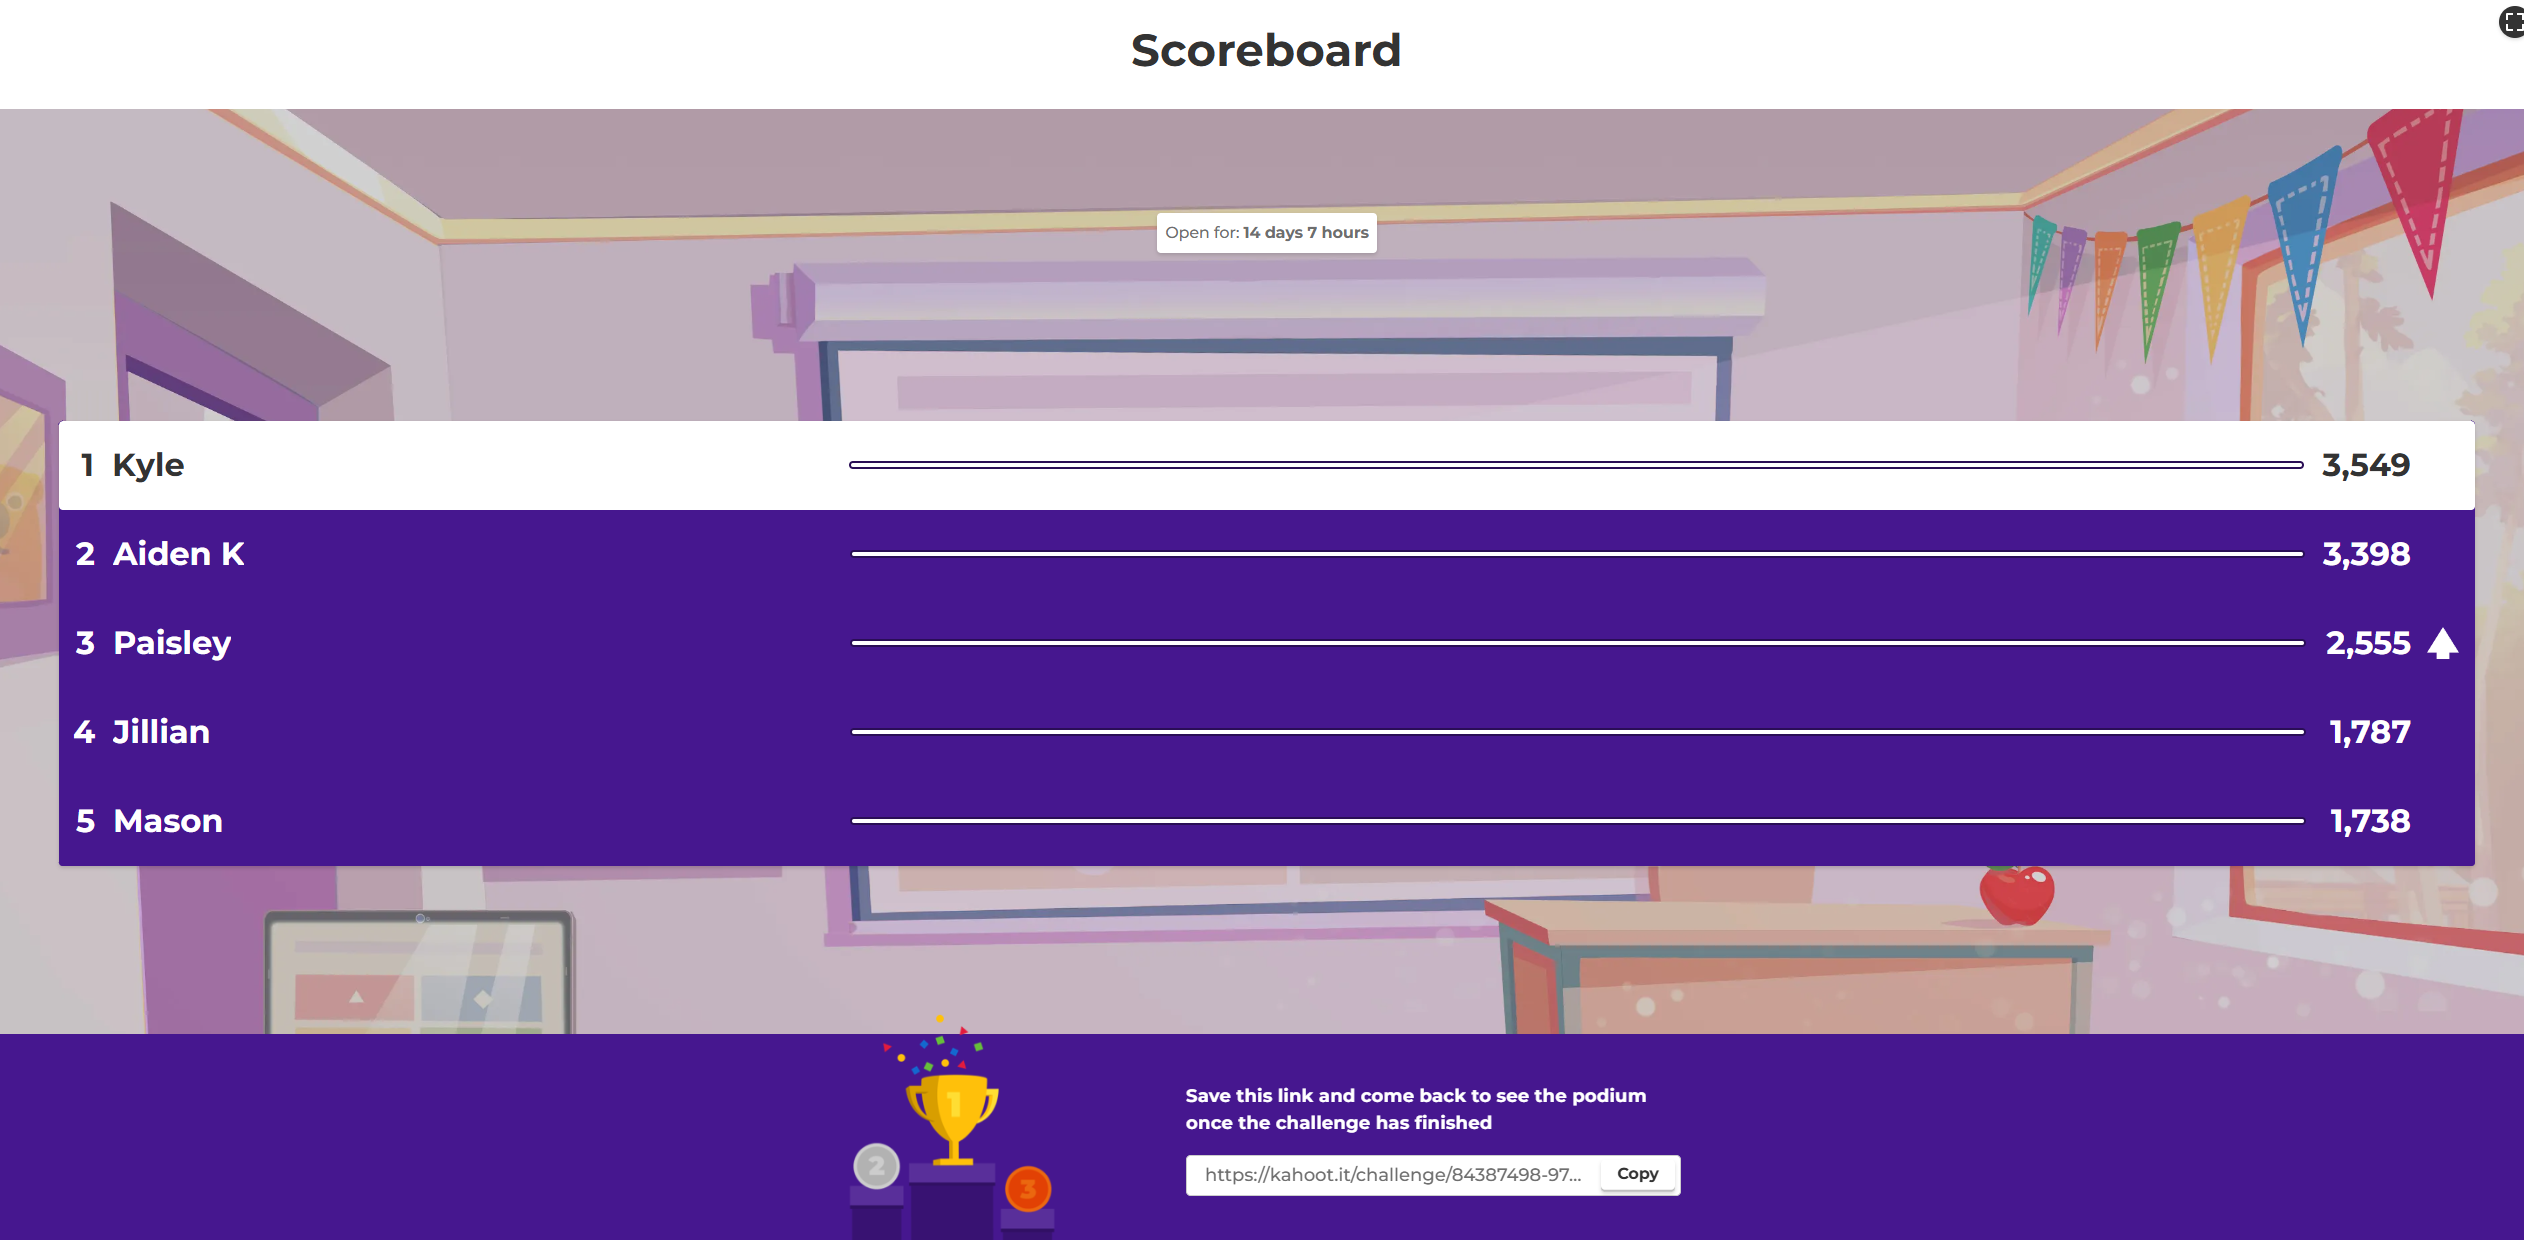 Scoreboard
Open for: 14 days 7 hours
1 Kyle 3,549
2 Aiden K 3,398
3 Paisley 2,555
4 Jillian 1,787
5 Mason 1,738
1
2
3
Save this link and come back to see the podium
once the challenge has finished
https://kahoot.it/challenge/84387498-97... Copy